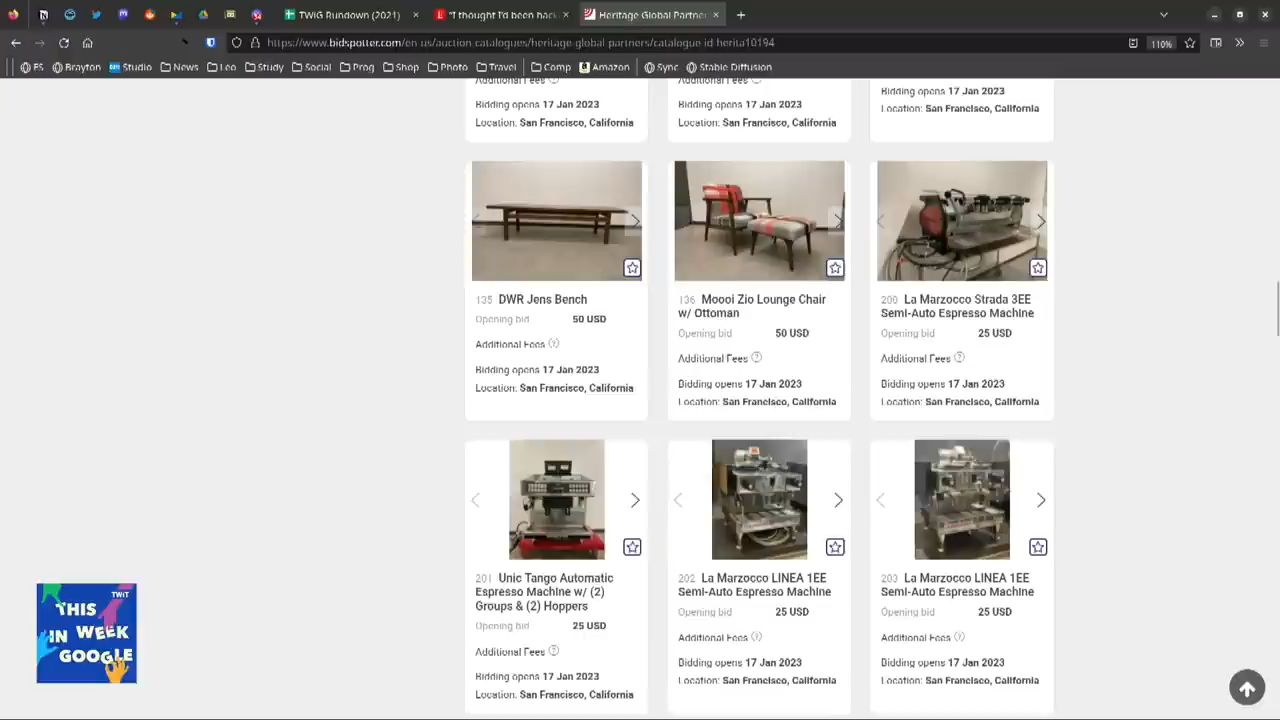 TWiG Rundown (2021)
"I thought I'd been hack
Heritage Global Partner
https://www.bidspotter.com/en-us/auction-catalogues/heritage-global-partners/catalogue-id-herita10194
110%
ES Brayton Studio News Leo Study Social Prog Shop Photo Travel Comp Amazon Sync Stable Diffusion
Additional Fees Additional Fees Bidding opens 17 Jan 2023
Bidding opens 17 Jan 2023 Bidding opens 17 Jan 2023 Location: San Francisco, California
Location: San Francisco, California Location: San Francisco, California
135 DWR Jens Bench
Opening bid 50 USD
Additional Fees
Bidding opens 17 Jan 2023
Location: San Francisco, California
136 Moooi Zio Lounge Chair
w/ Ottoman
Opening bid 50 USD
Additional Fees
Bidding opens 17 Jan 2023
Location: San Francisco, California
200 La Marzocco Strada 3EE
Semi-Auto Espresso Machine
Opening bid 25 USD
Additional Fees
Bidding opens 17 Jan 2023
Location: San Francisco, California
201 Unic Tango Automatic
Espresso Machine w/ (2)
Groups & (2) Hoppers
Opening bid 25 USD
Additional Fees
Bidding opens 17 Jan 2023
Location: San Francisco, California
202 La Marzocco LINEA 1EE
Semi-Auto Espresso Machine
Opening bid 25 USD
Additional Fees
Bidding opens 17 Jan 2023
Location: San Francisco, California
203 La Marzocco LINEA 1EE
Semi-Auto Espresso Machine
Opening bid 25 USD
Additional Fees
Bidding opens 17 Jan 2023
Location: San Francisco, California
TWiT
THIS
IN WEEK
GOOGLE